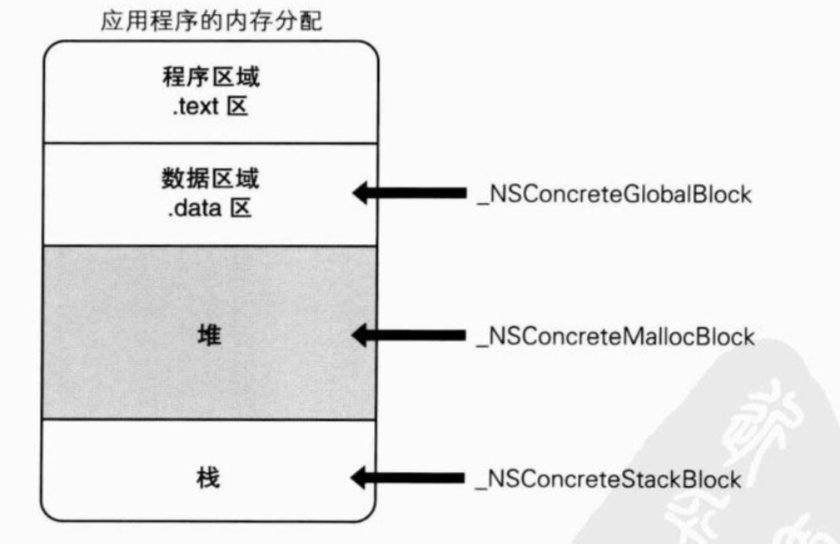 应用程序的内存分配
程序区域
.text 区
数据区域
.data 区
_NSConcreteGlobalBlock
堆
_NSConcreteMallocBlock
栈
_NSConcreteStackBlock